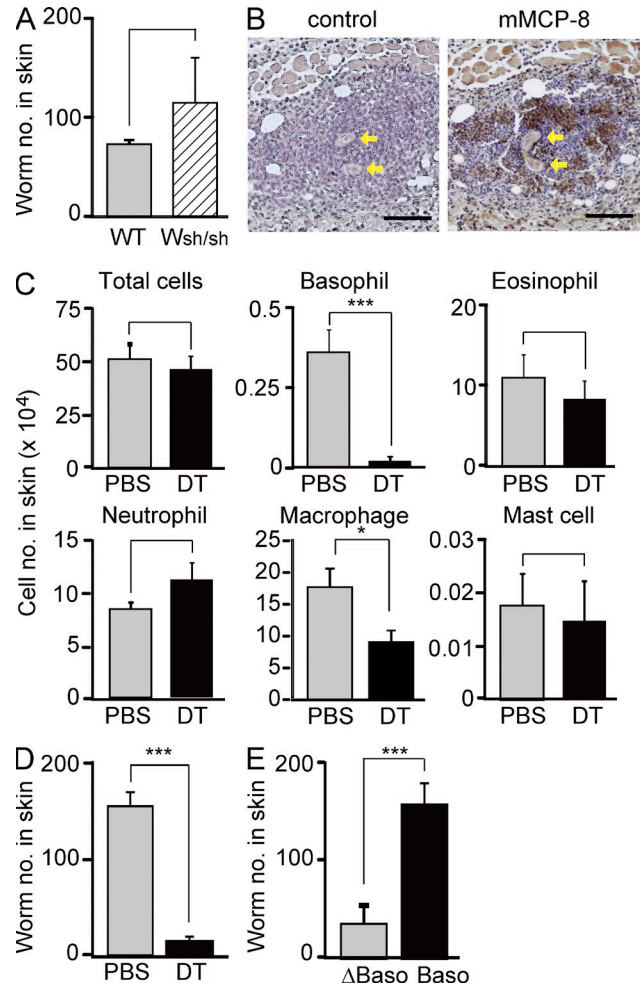 A
200
100
0
Worm no. in skin
WT
Wsh/sh
B
control
mMCP-8
C
Cell no. in skin (x 10⁴)
Total cells
75
50
25
0
PBS DT
Basophil
***
0.5
0.25
0
PBS DT
Eosinophil
20
10
0
PBS DT
Neutrophil
15
10
5
0
PBS DT
Macrophage
*
25
20
15
10
5
0
PBS DT
Mast cell
0.03
0.02
0.01
0
PBS DT
D
***
200
100
0
Worm no. in skin
PBS DT
E
***
200
100
0
Worm no. in skin
ΔBaso Baso